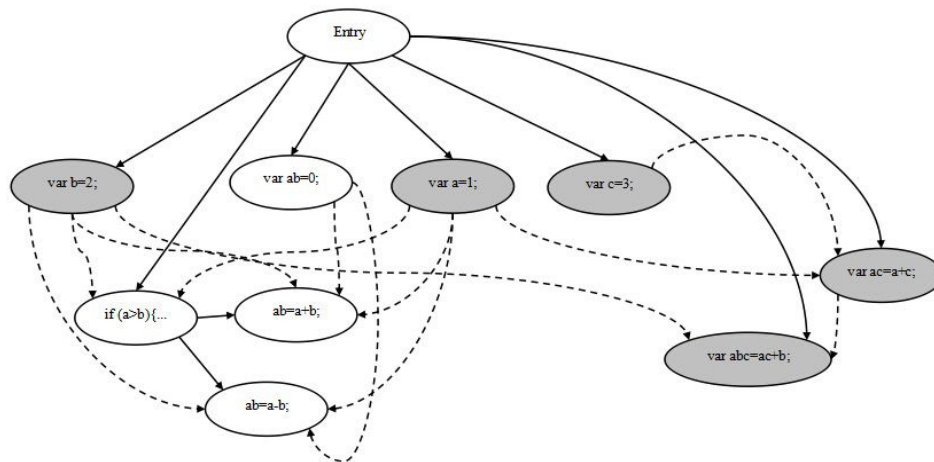 Entry
var b=2;
var ab=0;
var a=1;
var c=3;
var ac=a+c;
if (a>b){...
ab=a+b;
var abc=ac+b;
ab=a-b;